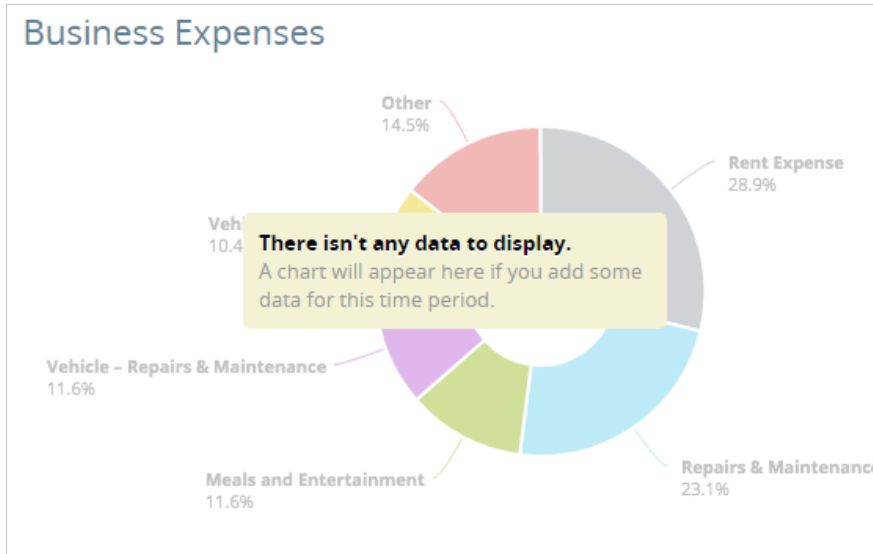 Business Expenses
Other
14.5%
Rent Expense
28.9%
There isn't any data to display.
A chart will appear here if you add some
data for this time period.
Vehicle – Repairs & Maintenance
11.6%
Meals and Entertainment
11.6%
Repairs & Maintenance
23.1%